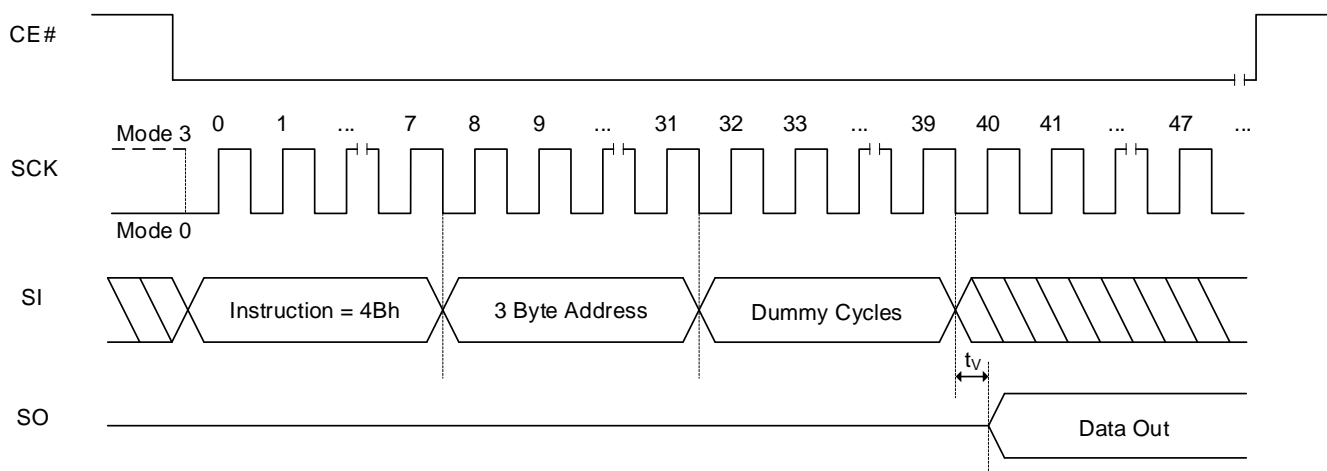 CE#
Mode 3
0 1 ... 7 8 9 ... 31 32 33 ... 39 40 41 ... 47 ...
SCK
Mode 0
SI
Instruction = 4Bh
3 Byte Address
Dummy Cycles
tV
SO
Data Out